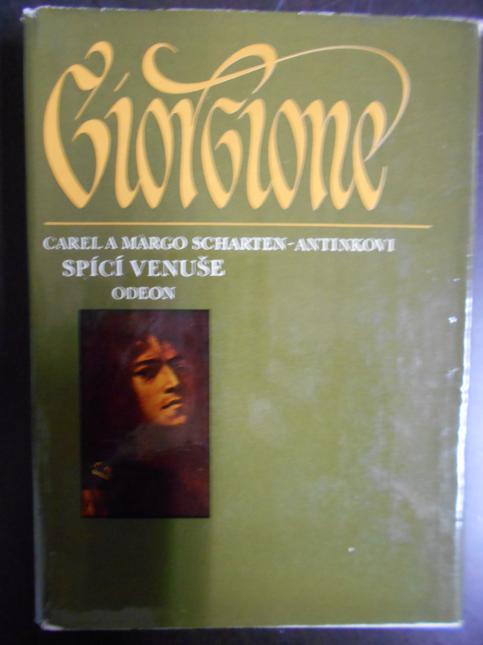 Giorgione
CAREL A MARGO SCHARTEN-ANTINKOVI
SPÍCÍ VENUŠE
ODEON